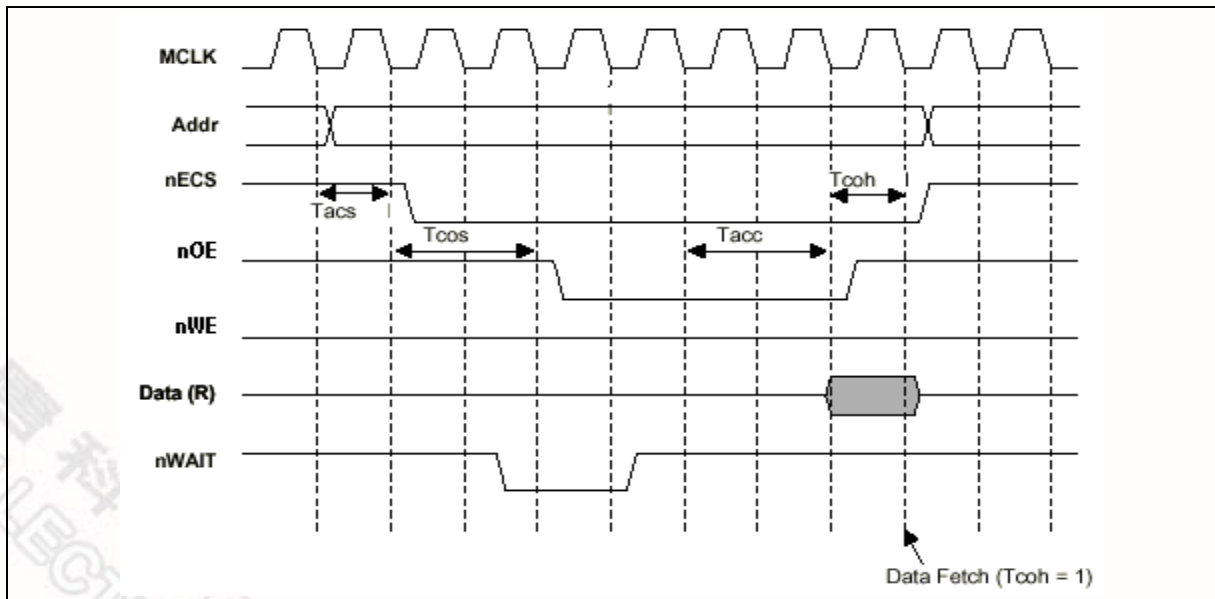 MCLK
Addr
nECS
Tcoh
Tacs
Tcos
Tacc
nOE
nWE
Data (R)
nWAIT
Data Fetch (Tcoh = 1)